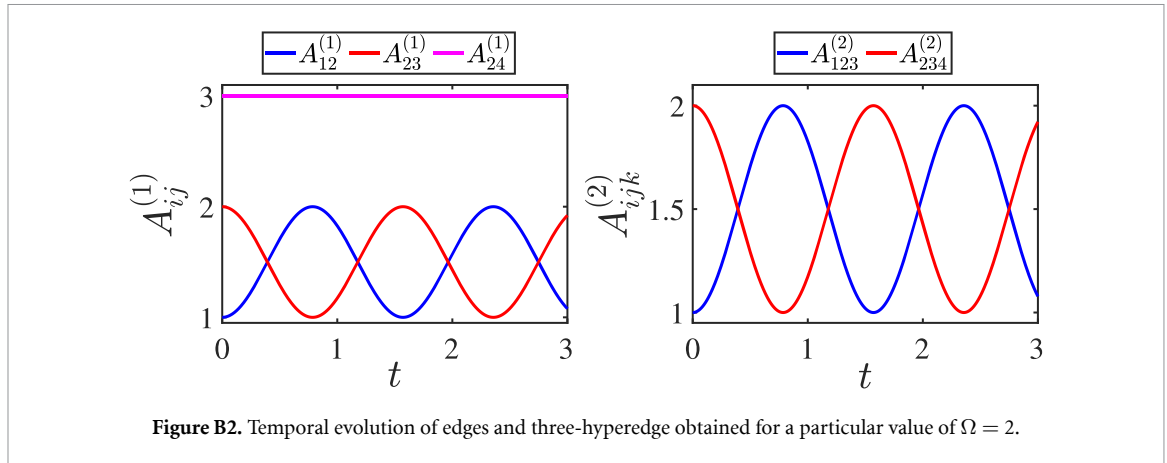 A_{12}^{(1)} A_{23}^{(1)} A_{24}^{(1)}
A_{123}^{(2)} A_{234}^{(2)}
A_{ij}^{(1)}
3
2
1
0 1 2 3
t
A_{ijk}^{(2)}
2
1.5
1
0 1 2 3
t
Figure B2. Temporal evolution of edges and three-hyperedge obtained for a particular value of Ω = 2.